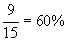 9/15 = 60%